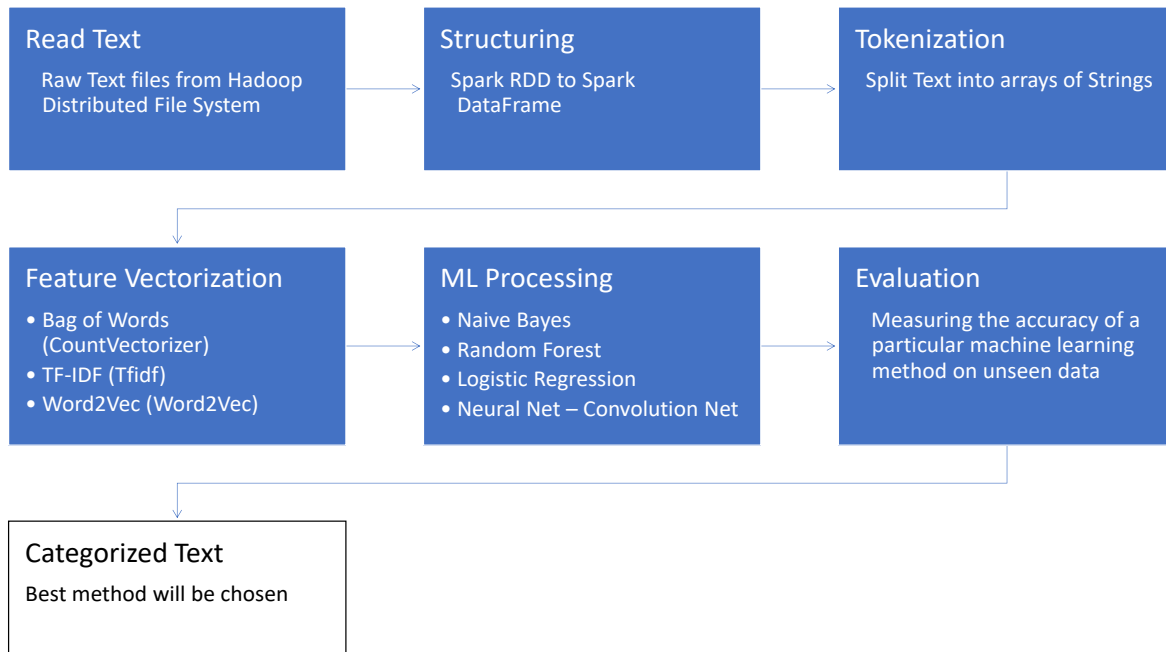 Read Text
Raw Text files from Hadoop
Distributed File System
Structuring
Spark RDD to Spark
DataFrame
Tokenization
Split Text into arrays of Strings
Feature Vectorization
• Bag of Words
(CountVectorizer)
• TF-IDF (Tfidf)
• Word2Vec (Word2Vec)
ML Processing
• Naive Bayes
• Random Forest
• Logistic Regression
• Neural Net – Convolution Net
Evaluation
Measuring the accuracy of a
particular machine learning
method on unseen data
Categorized Text
Best method will be chosen